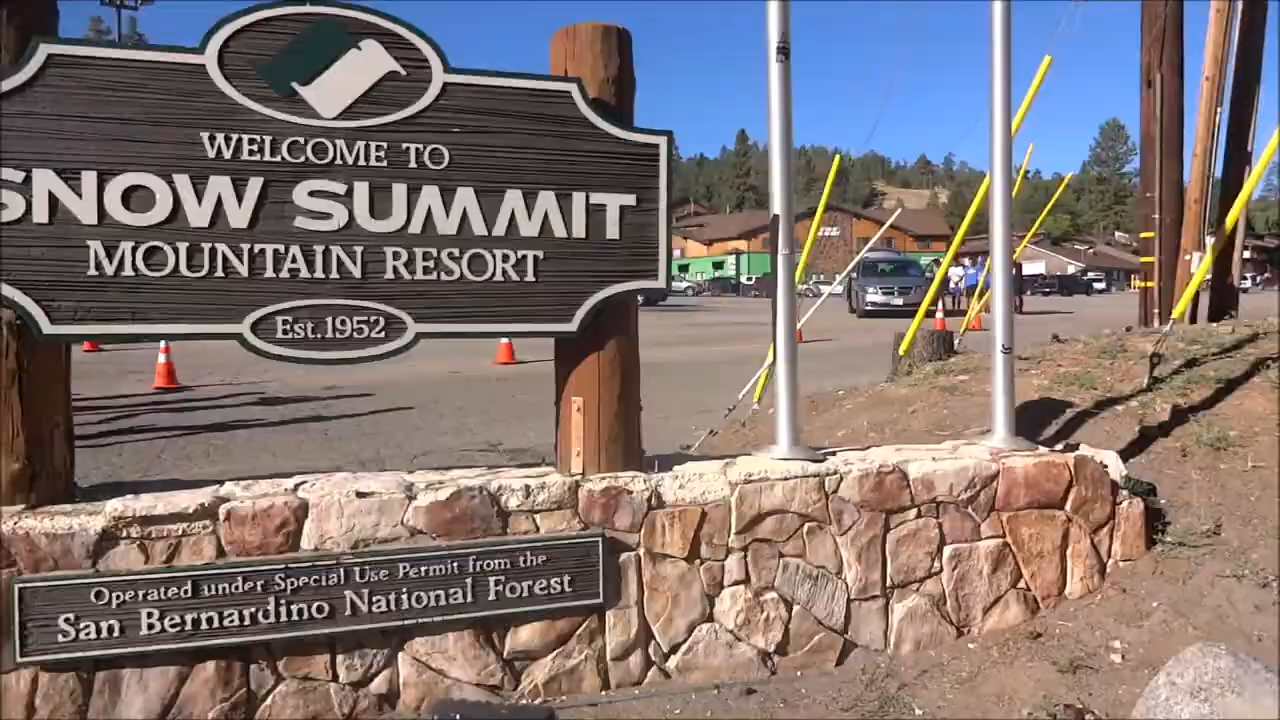 WELCOME TO
SNOW SUMMIT
MOUNTAIN RESORT
Est.1952
Operated under Special Use Permit from the
San Bernardino National Forest